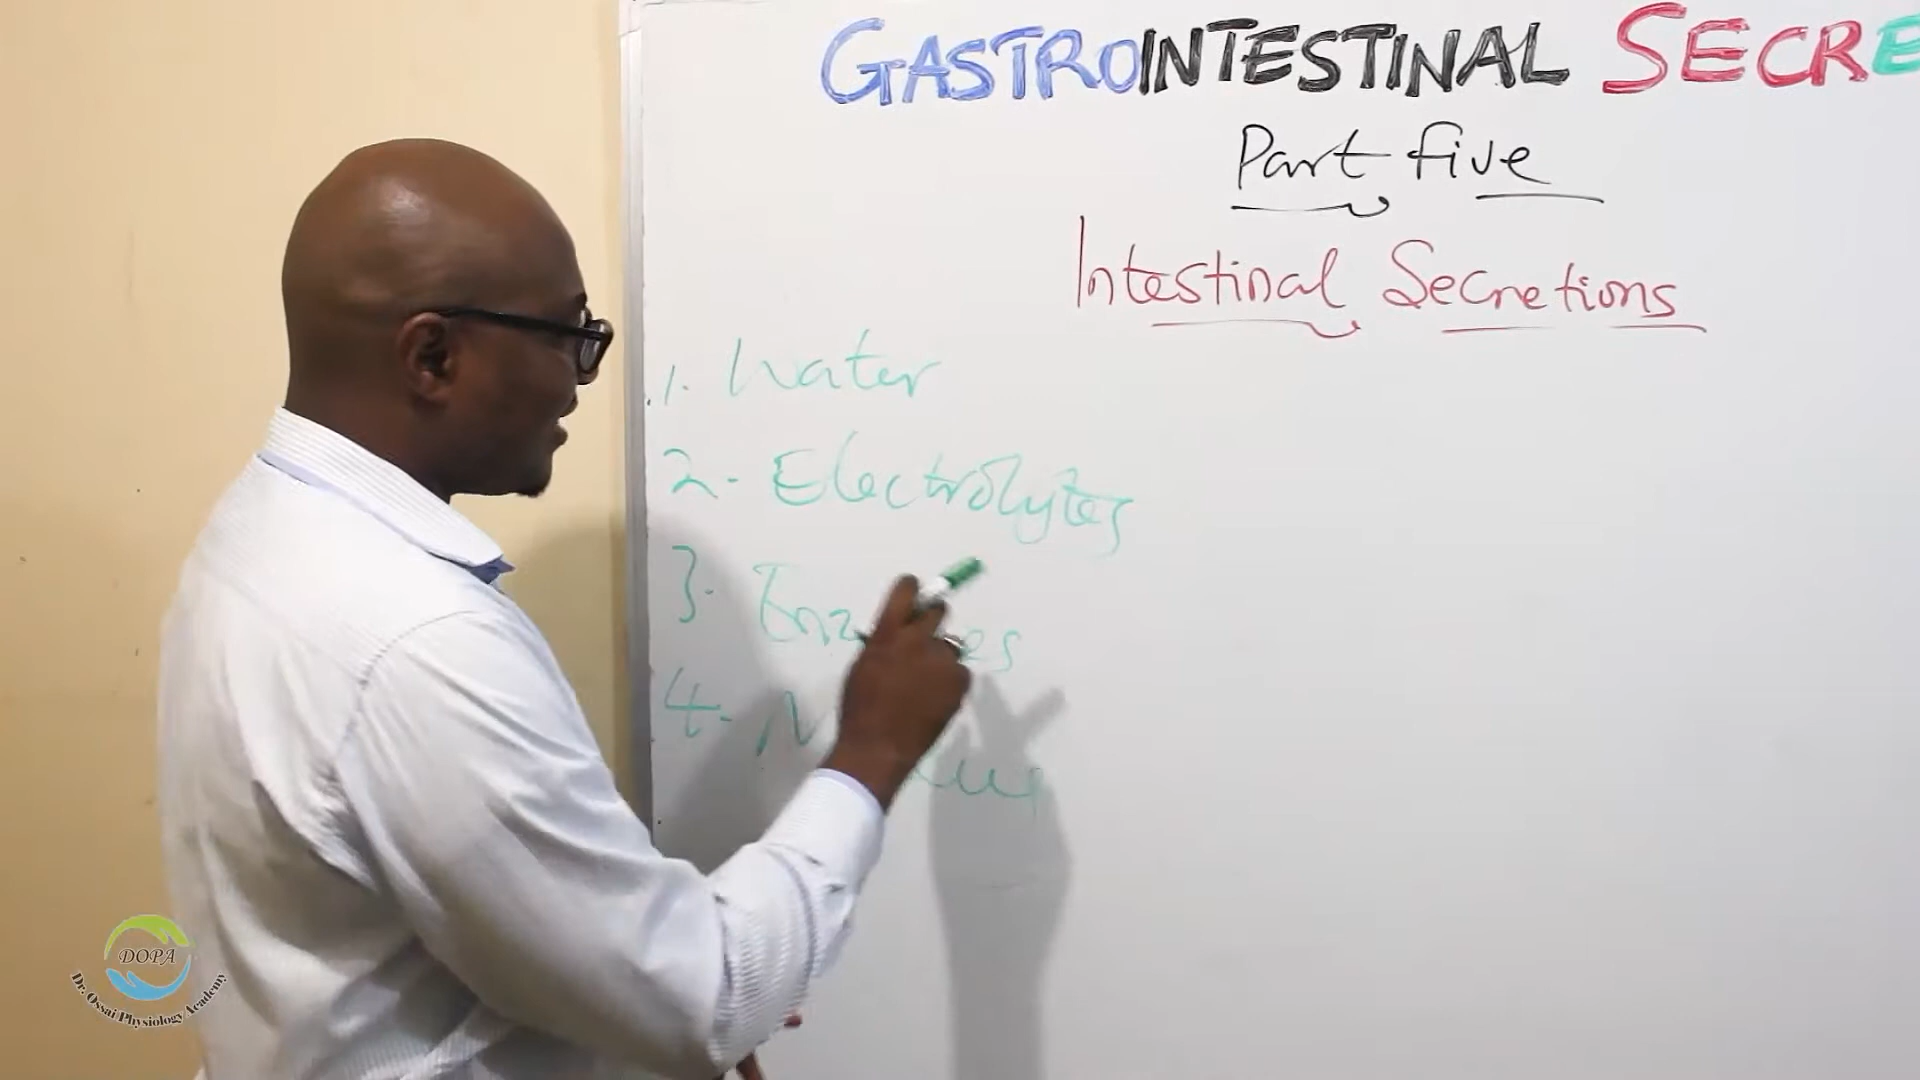 GASTROINTESTINAL SECRE
Part five
Intestinal Secretions
1. Water
2- Electrolytes
3-
4-
DOPA
Dr. Ossai Physiology Academy